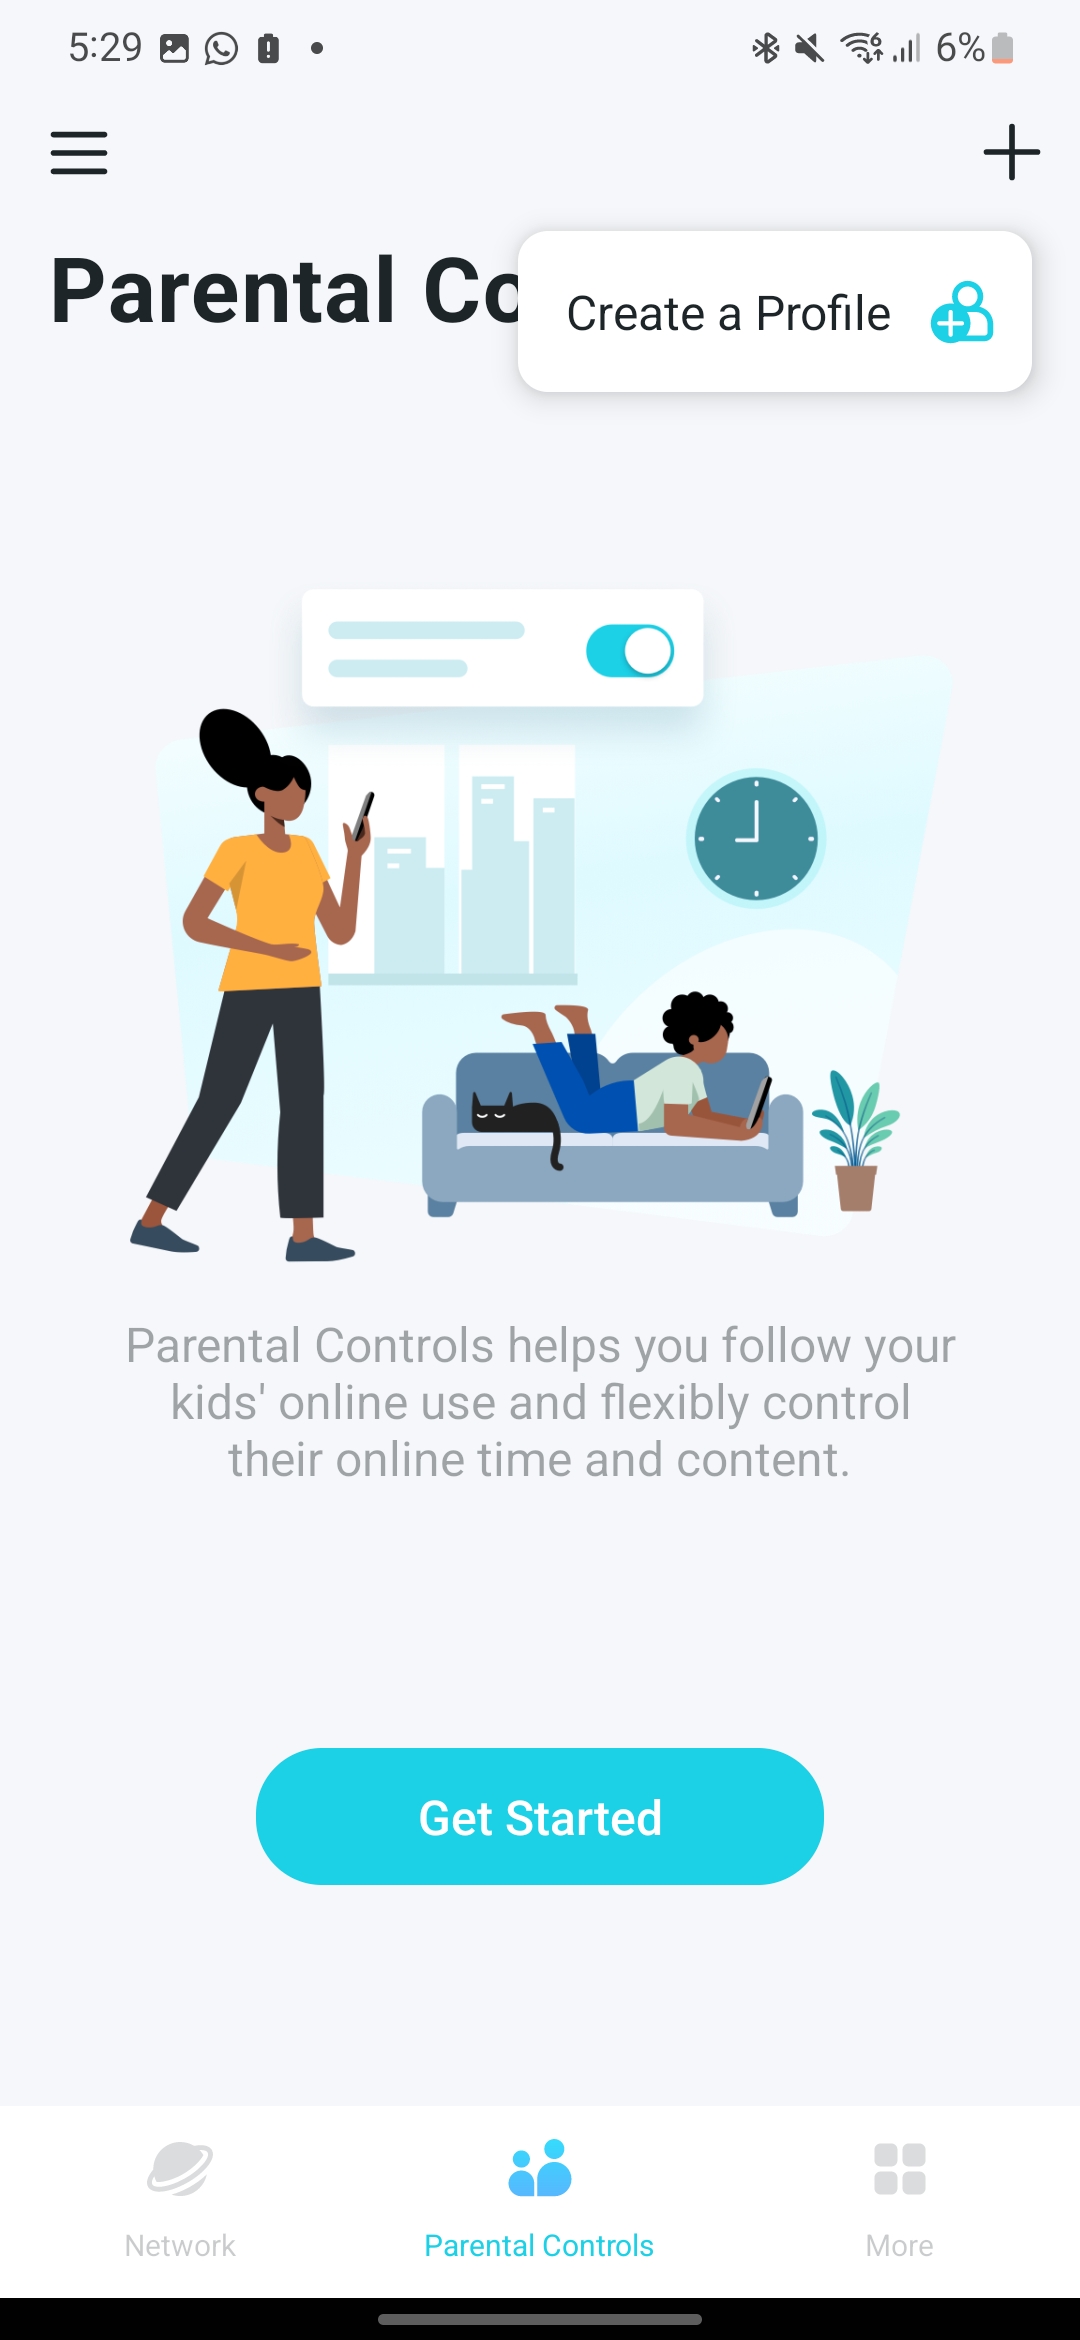 5:29
6%
Parental Co
Create a Profile
Parental Controls helps you follow your
kids' online use and flexibly control
their online time and content.
Get Started
Network
Parental Controls
More